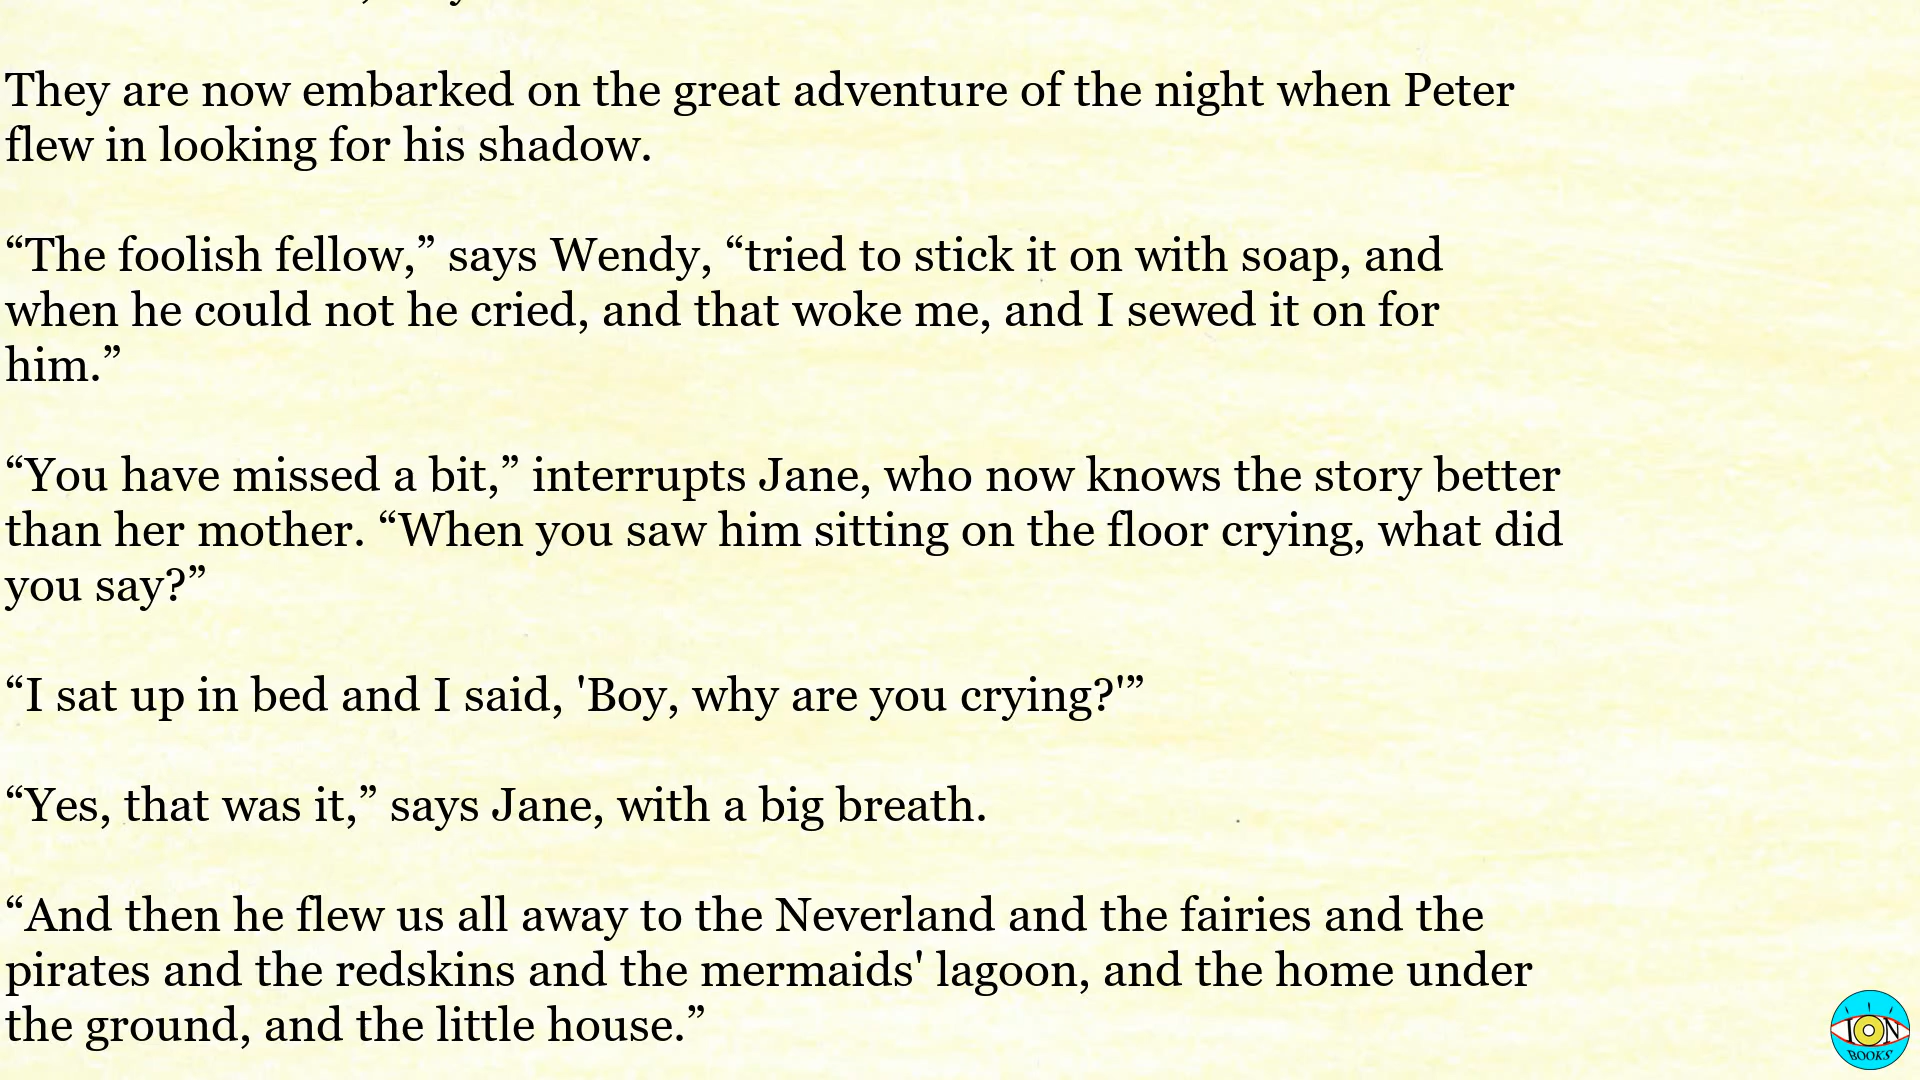 They are now embarked on the great adventure of the night when Peter
flew in looking for his shadow.
“The foolish fellow,” says Wendy, “tried to stick it on with soap, and
when he could not he cried, and that woke me, and I sewed it on for
him.”
“You have missed a bit,” interrupts Jane, who now knows the story better
than her mother. “When you saw him sitting on the floor crying, what did
you say?”
“I sat up in bed and I said, 'Boy, why are you crying?'”
“Yes, that was it,” says Jane, with a big breath.
“And then he flew us all away to the Neverland and the fairies and the
pirates and the redskins and the mermaids' lagoon, and the home under
the ground, and the little house.”
ION
BOOKS